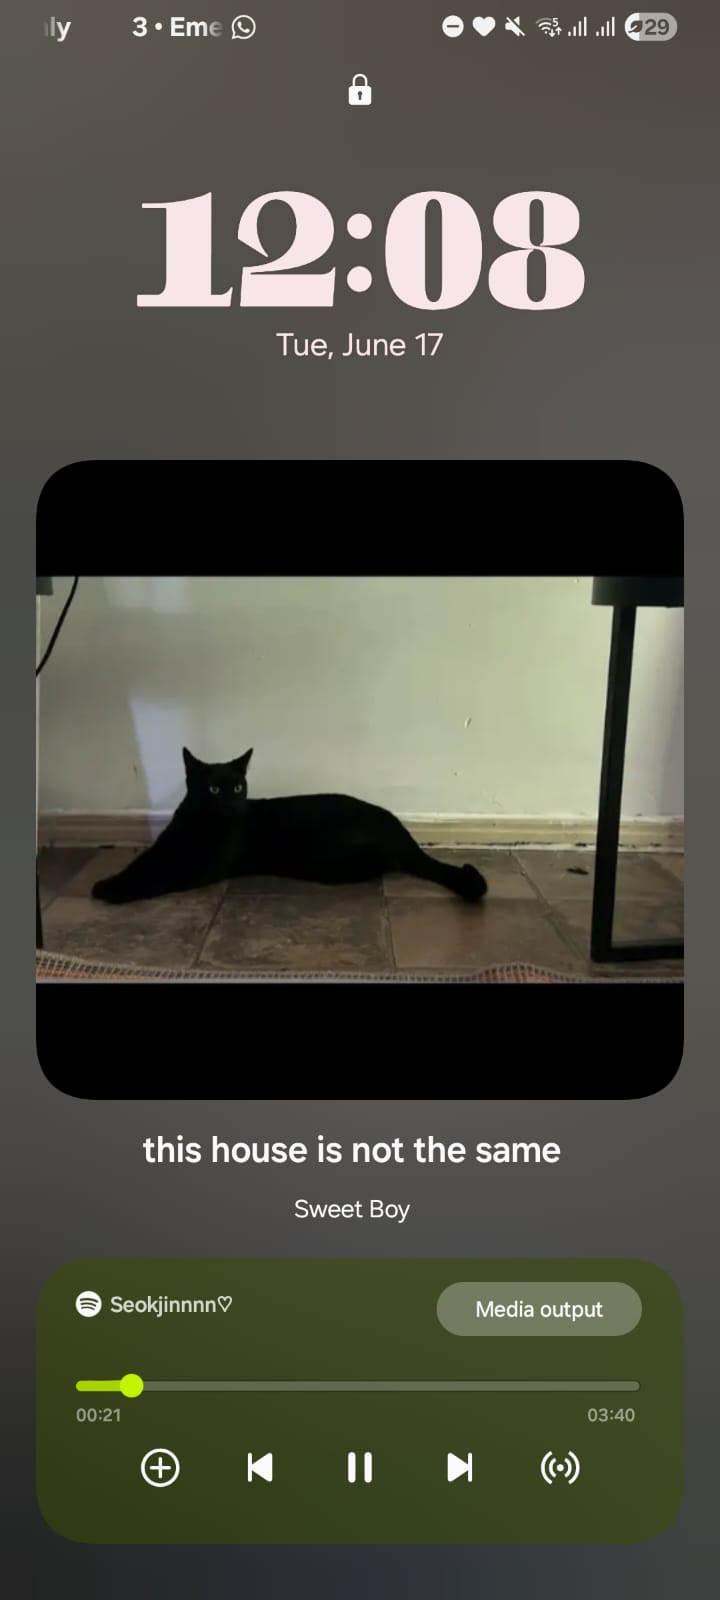 3 • Eme
29
12:08
Tue, June 17
this house is not the same
Sweet Boy
Seokjinnnn♡
Media output
00:21
03:40